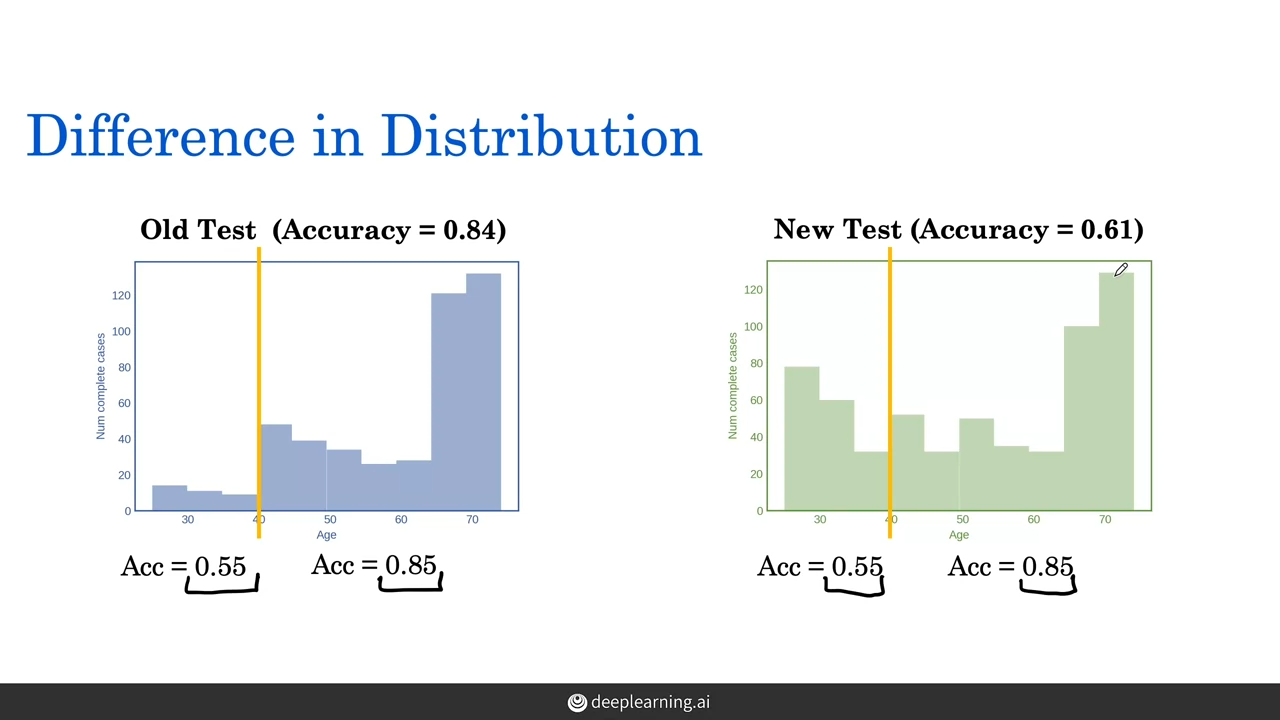 Difference in Distribution
Old Test (Accuracy = 0.84)
120
100
80
60
40
20
0
Num complete cases
30 40 50 60 70
Age
Acc = 0.55 Acc = 0.85
New Test (Accuracy = 0.61)
120
100
80
60
40
20
0
Num complete cases
30 40 50 60 70
Age
Acc = 0.55 Acc = 0.85
deeplearning.ai